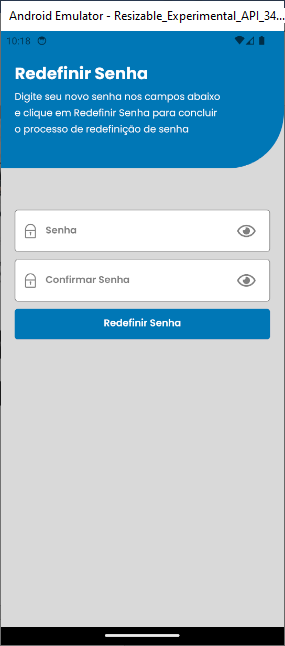 Android Emulator - Resizable_Experimental_API_34...
10:18
Redefinir Senha
Digite seu novo senha nos campos abaixo
e clique em Redefinir Senha para concluir
o processo de redefinição de senha
Senha
Confirmar Senha
Redefinir Senha